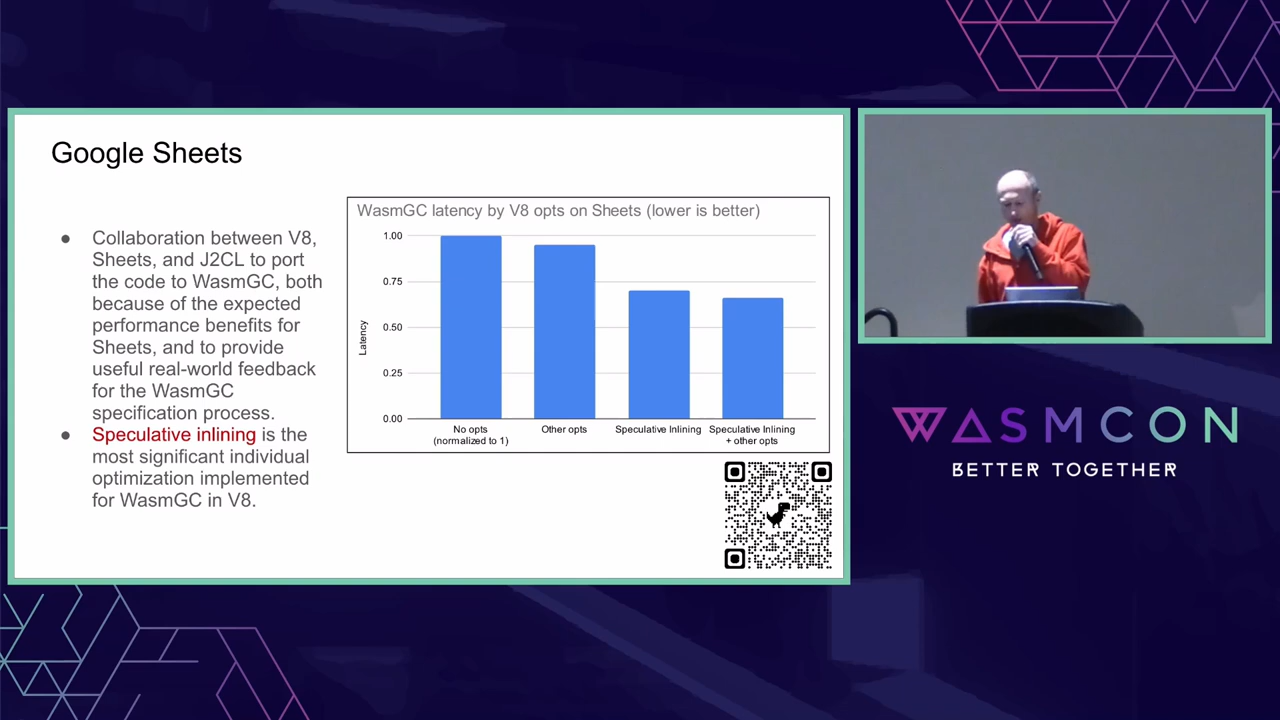 Google Sheets
● Collaboration between V8,
Sheets, and J2CL to port
the code to WasmGC, both
because of the expected
performance benefits for
Sheets, and to provide
useful real-world feedback
for the WasmGC
specification process.
● Speculative inlining is the
most significant individual
optimization implemented
for WasmGC in V8.
WasmGC latency by V8 opts on Sheets (lower is better)
Latency
1.00
0.75
0.50
0.25
0.00
No opts
(normalized to 1)
Other opts
Speculative Inlining
Speculative Inlining
+ other opts
WASMCON
BETTER TOGETHER